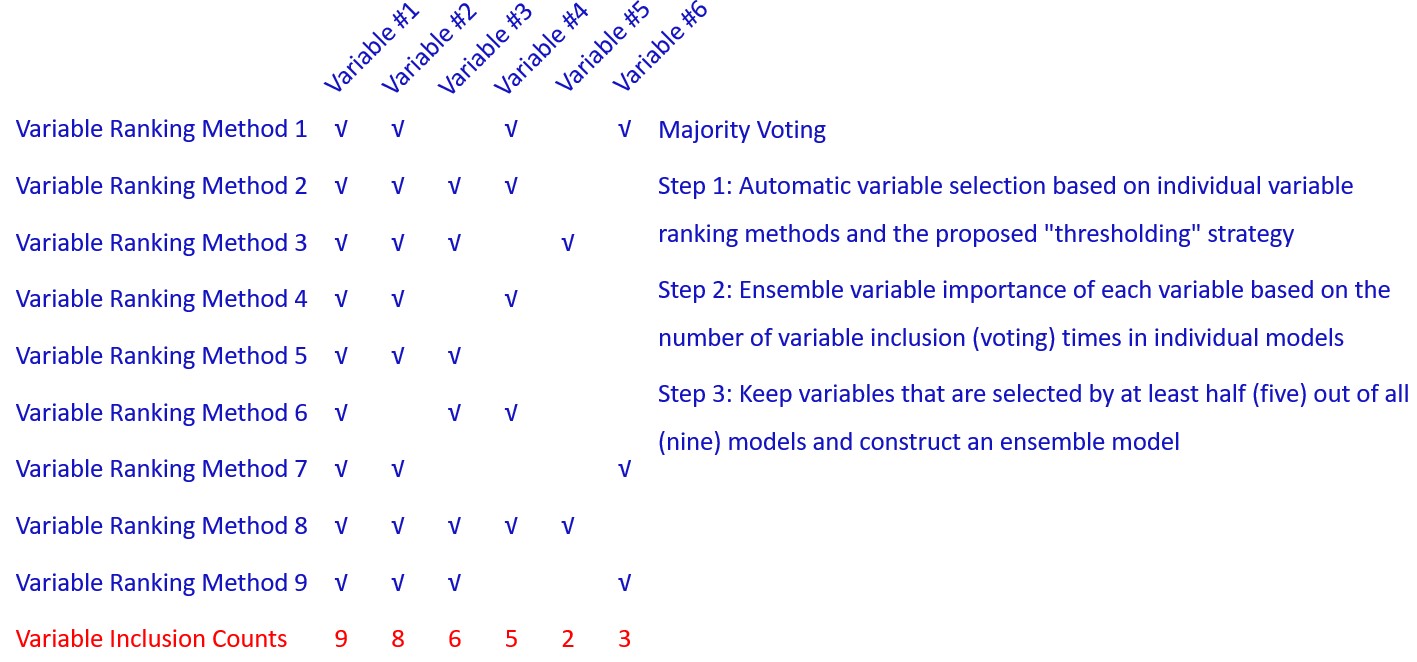 Variable #1 Variable #2 Variable #3 Variable #4 Variable #5 Variable #6
Variable Ranking Method 1 √ √ √ √
Variable Ranking Method 2 √ √ √ √
Variable Ranking Method 3 √ √ √ √
Variable Ranking Method 4 √ √ √
Variable Ranking Method 5 √ √ √
Variable Ranking Method 6 √ √ √
Variable Ranking Method 7 √ √ √
Variable Ranking Method 8 √ √ √ √ √
Variable Ranking Method 9 √ √ √ √
Variable Inclusion Counts 9 8 6 5 2 3
Majority Voting
Step 1: Automatic variable selection based on individual variable
ranking methods and the proposed "thresholding" strategy
Step 2: Ensemble variable importance of each variable based on the
number of variable inclusion (voting) times in individual models
Step 3: Keep variables that are selected by at least half (five) out of all
(nine) models and construct an ensemble model